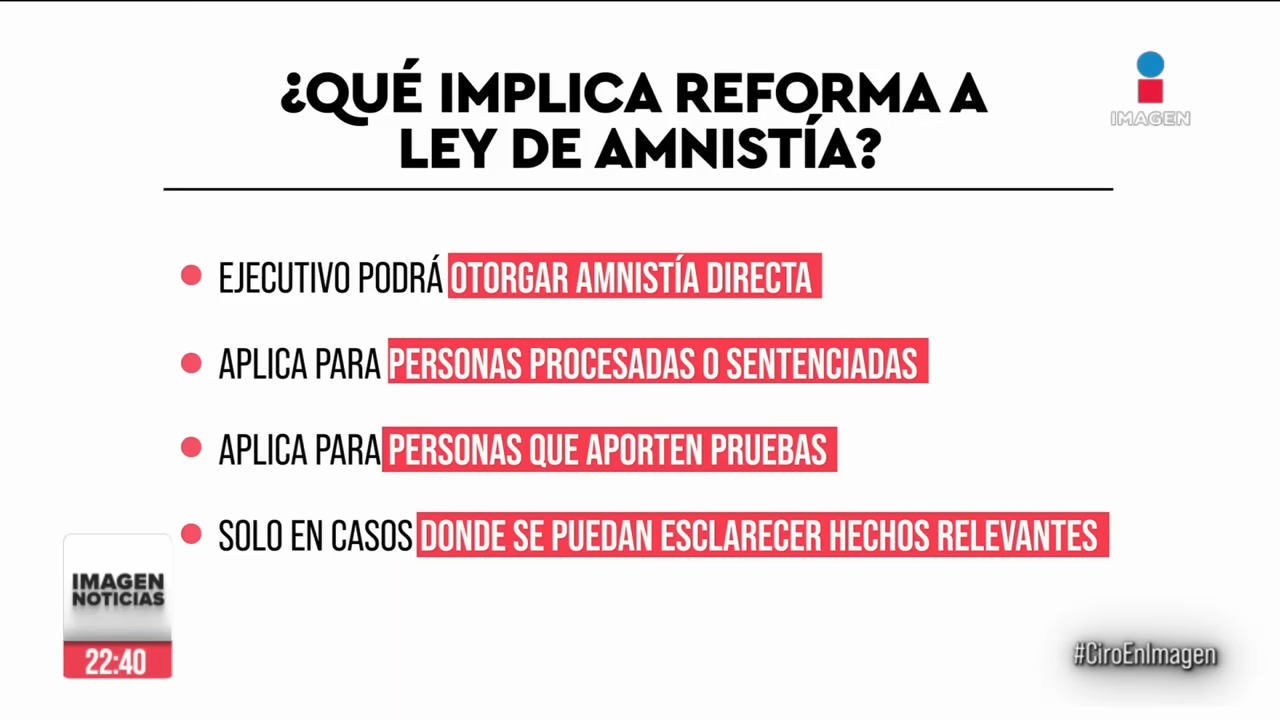 ¿QUÉ IMPLICA REFORMA A
LEY DE AMNISTÍA?
IMAGEN
EJECUTIVO PODRÁ OTORGAR AMNISTÍA DIRECTA
APLICA PARA PERSONAS PROCESADAS O SENTENCIADAS
APLICA PARA PERSONAS QUE APORTEN PRUEBAS
SOLO EN CASOS DONDE SE PUEDAN ESCLARECER HECHOS RELEVANTES
IMAGEN
NOTICIAS
22:40
#CiroEnImagen